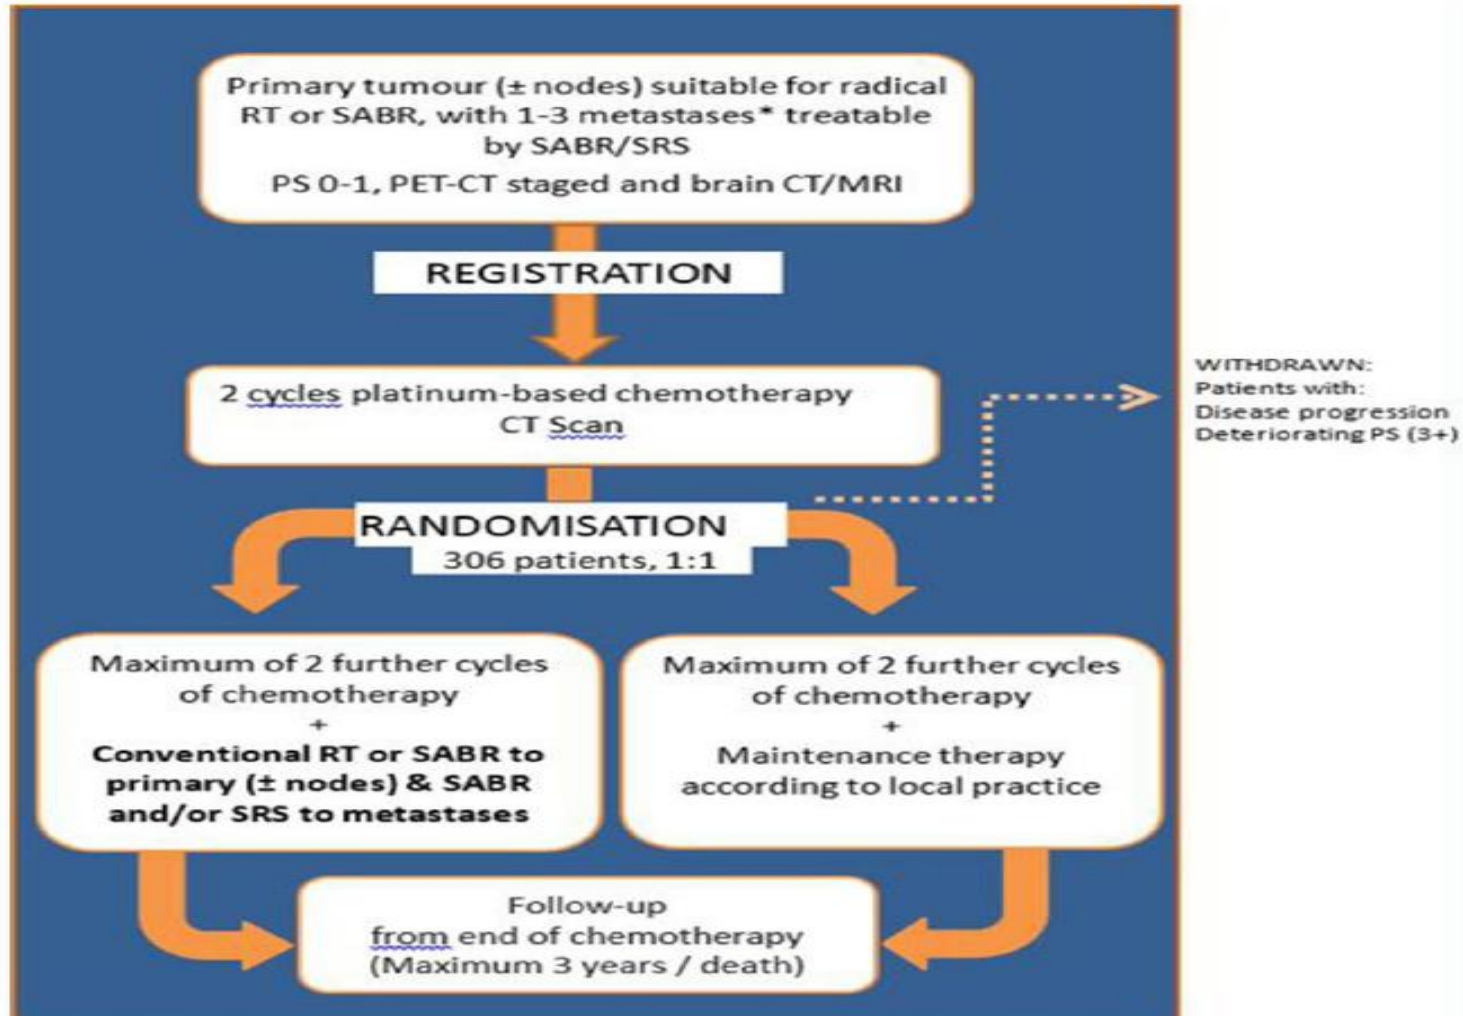 Primary tumour (± nodes) suitable for radical
RT or SABR, with 1-3 metastases* treatable
by SABR/SRS
PS 0-1, PET-CT staged and brain CT/MRI
REGISTRATION
2 cycles platinum-based chemotherapy
CT Scan
WITHDRAWN:
Patients with:
Disease progression
Deteriorating PS (3+)
RANDOMISATION
306 patients, 1:1
Maximum of 2 further cycles
of chemotherapy
+
Conventional RT or SABR to
primary (± nodes) & SABR
and/or SRS to metastases
Maximum of 2 further cycles
of chemotherapy
+
Maintenance therapy
according to local practice
Follow-up
from end of chemotherapy
(Maximum 3 years / death)